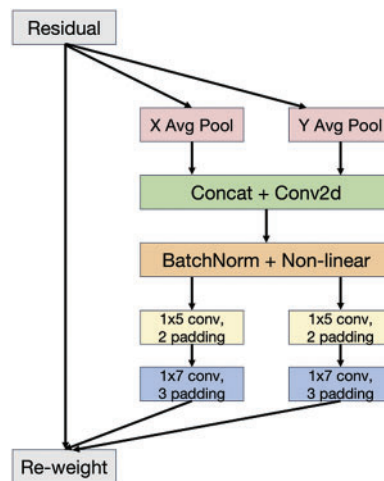 Residual
X Avg Pool
Y Avg Pool
Concat + Conv2d
BatchNorm + Non-linear
1x5 conv,
2 padding
1x5 conv,
2 padding
1x7 conv,
3 padding
1x7 conv,
3 padding
Re-weight